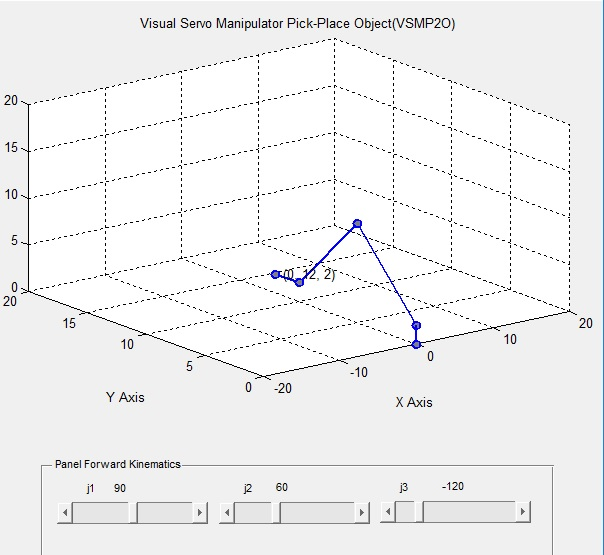 Visual Servo Manipulator Pick-Place Object(VSMP2O)
20
15
10
5
0
20
15
10
5
0
-20
-10
0
10
20
(0, 12, 2)
Y Axis
X Axis
Panel Forward Kinematics
j1 90
j2 60
j3 -120